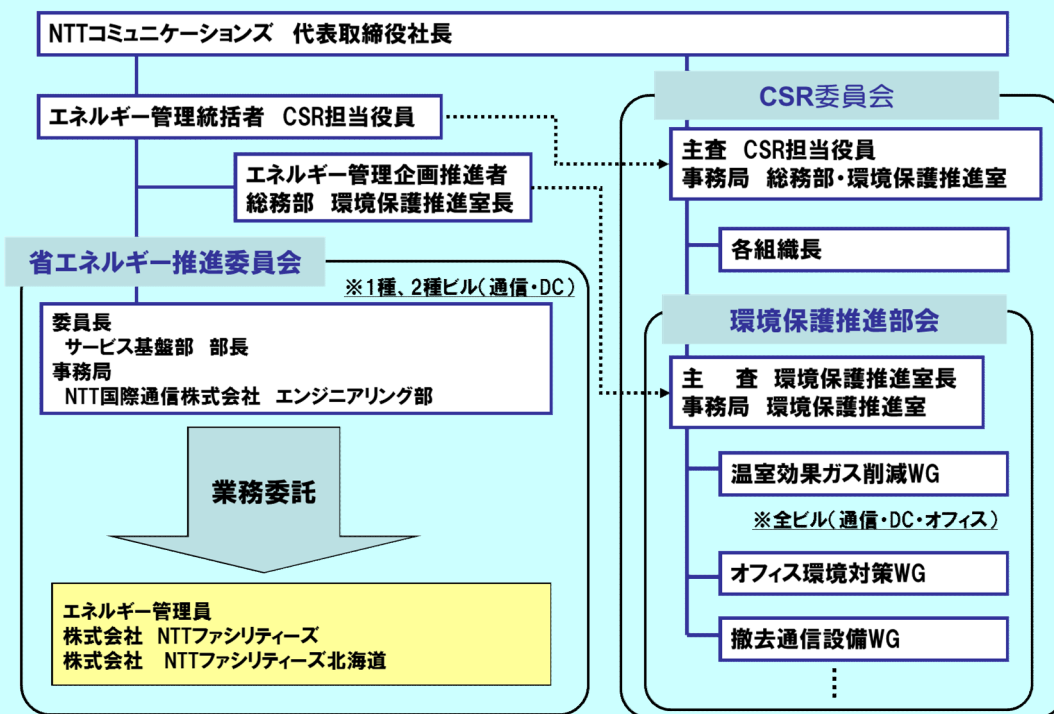 NTTコミュニケーションズ 代表取締役社長
エネルギー管理統括者 CSR担当役員
エネルギー管理企画推進者
総務部 環境保護推進室長
省エネルギー推進委員会
※1種、2種ビル(通信・DC)
委員長
サービス基盤部 部長
事務局
NTT国際通信株式会社 エンジニアリング部
業務委託
エネルギー管理員
株式会社 NTTファシリティーズ
株式会社 NTTファシリティーズ北海道
CSR委員会
主査 CSR担当役員
事務局 総務部・環境保護推進室
各組織長
環境保護推進部会
主 査 環境保護推進室長
事務局 環境保護推進室
温室効果ガス削減WG
※全ビル(通信・DC・オフィス)
オフィス環境対策WG
撤去通信設備WG